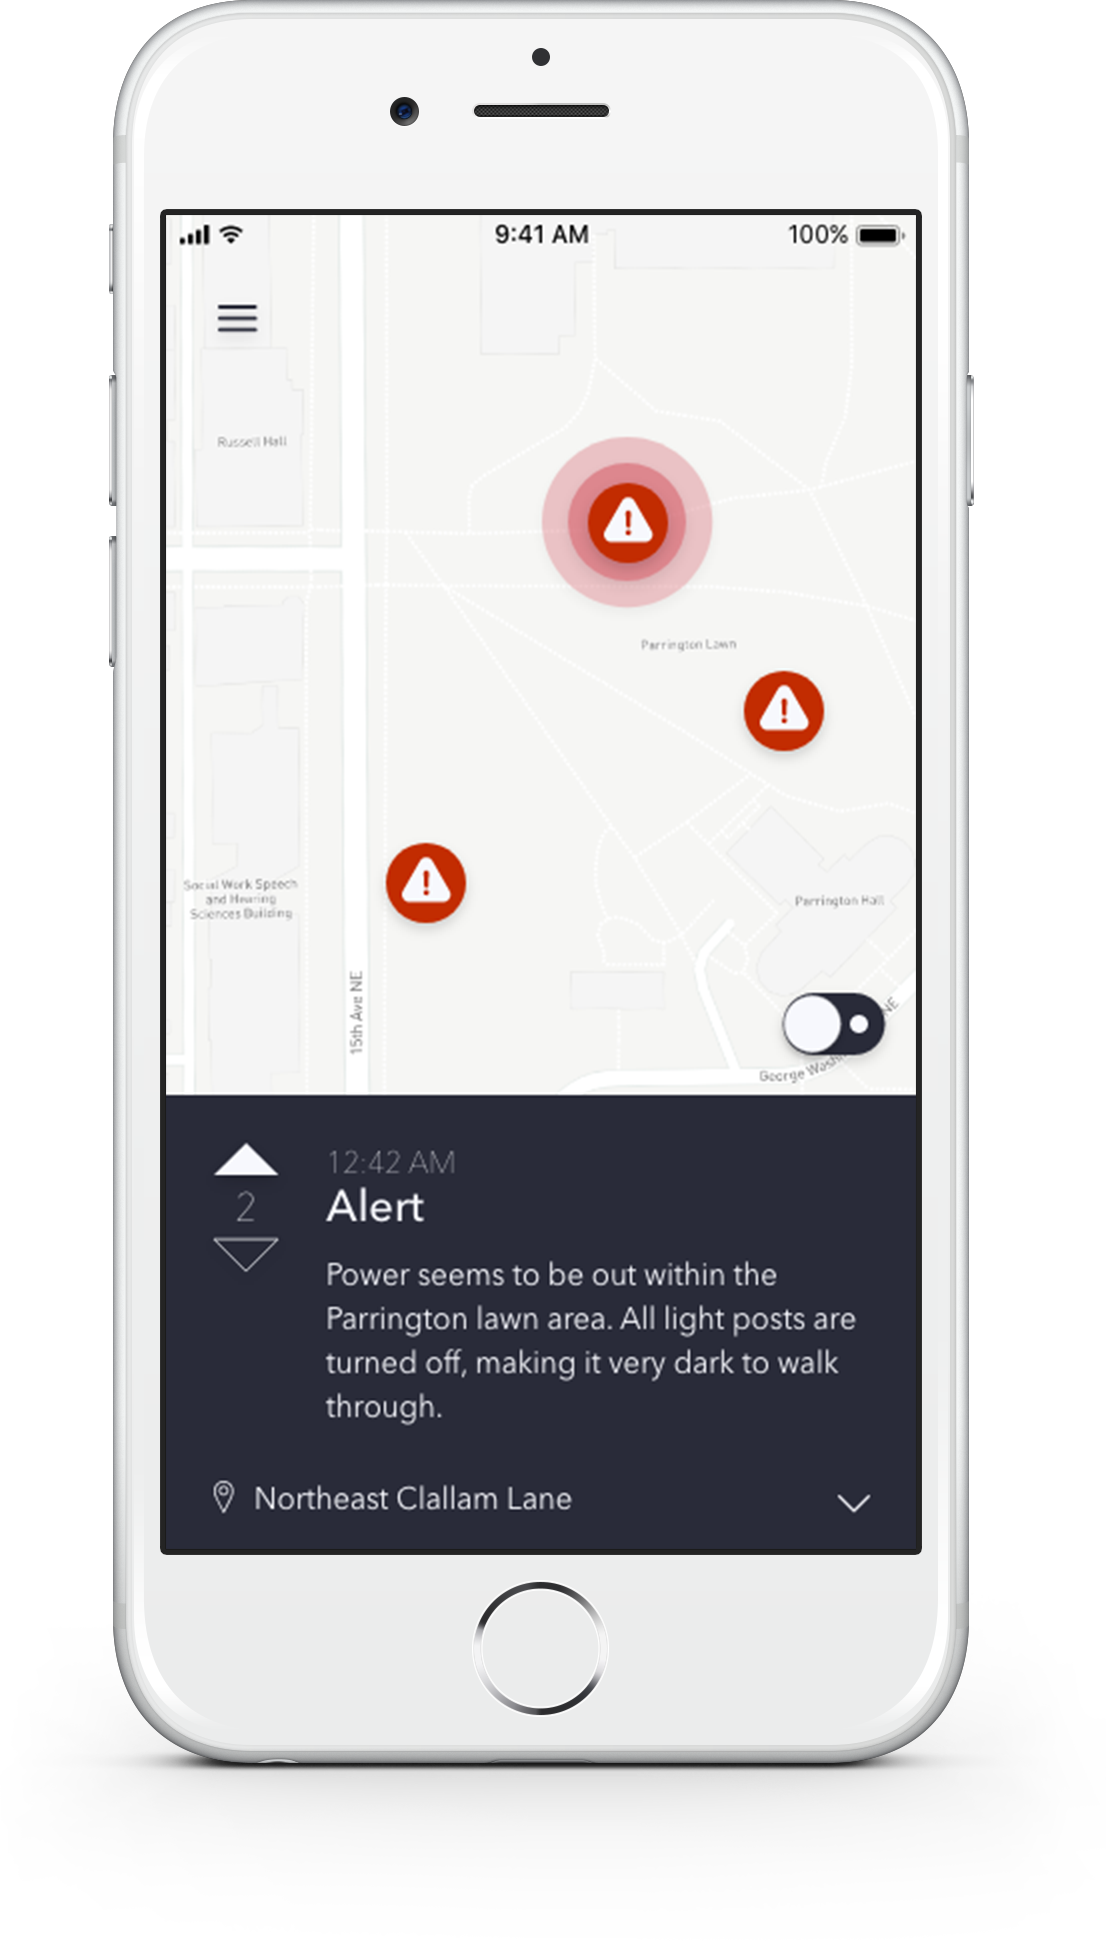 9:41 AM
100%
Russell Hall
Parrington Lawn
Social Work Speech
and Hearing
Sciences Building
Parrington Hall
15th Ave NE
NE
George Wash
12:42 AM
2
Alert
Power seems to be out within the
Parrington lawn area. All light posts are
turned off, making it very dark to walk
through.
Northeast Clallam Lane